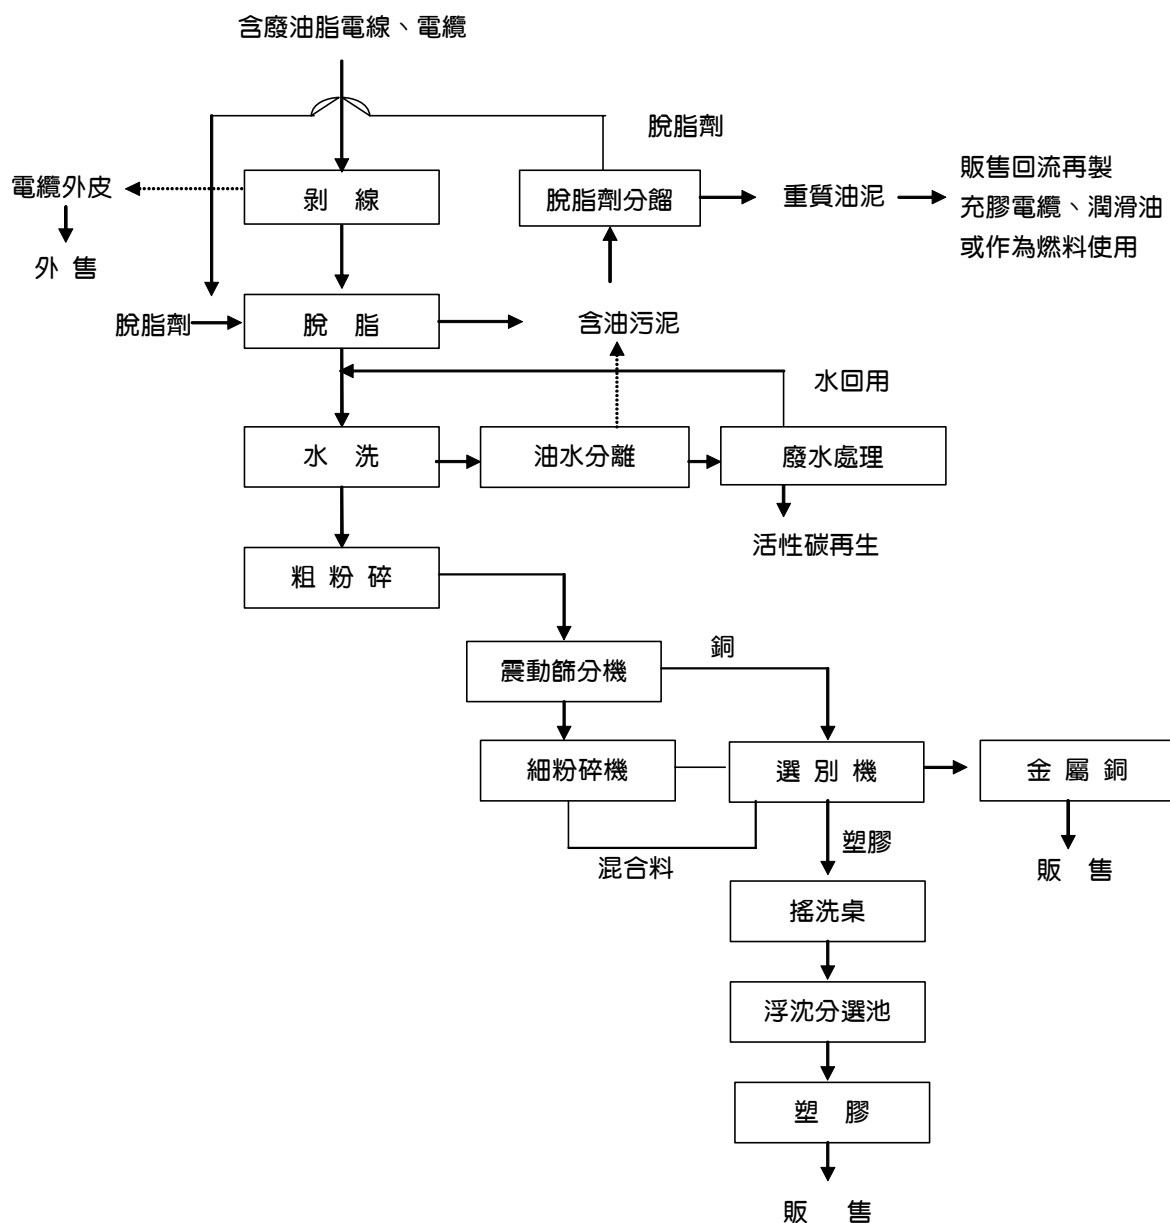 含廢油脂電線、電纜
脫脂劑
電纜外皮
剝 線
脫脂劑分餾
重質油泥
販售回流再製
充膠電纜、潤滑油
或作為燃料使用
外 售
脫脂劑
脫 脂
含油污泥
水回用
水 洗
油水分離
廢水處理
活性碳再生
粗 粉 碎
銅
震動篩分機
細粉碎機
選 別 機
金 屬 銅
塑膠
混合料
販 售
搖洗桌
浮沈分選池
塑 膠
販 售